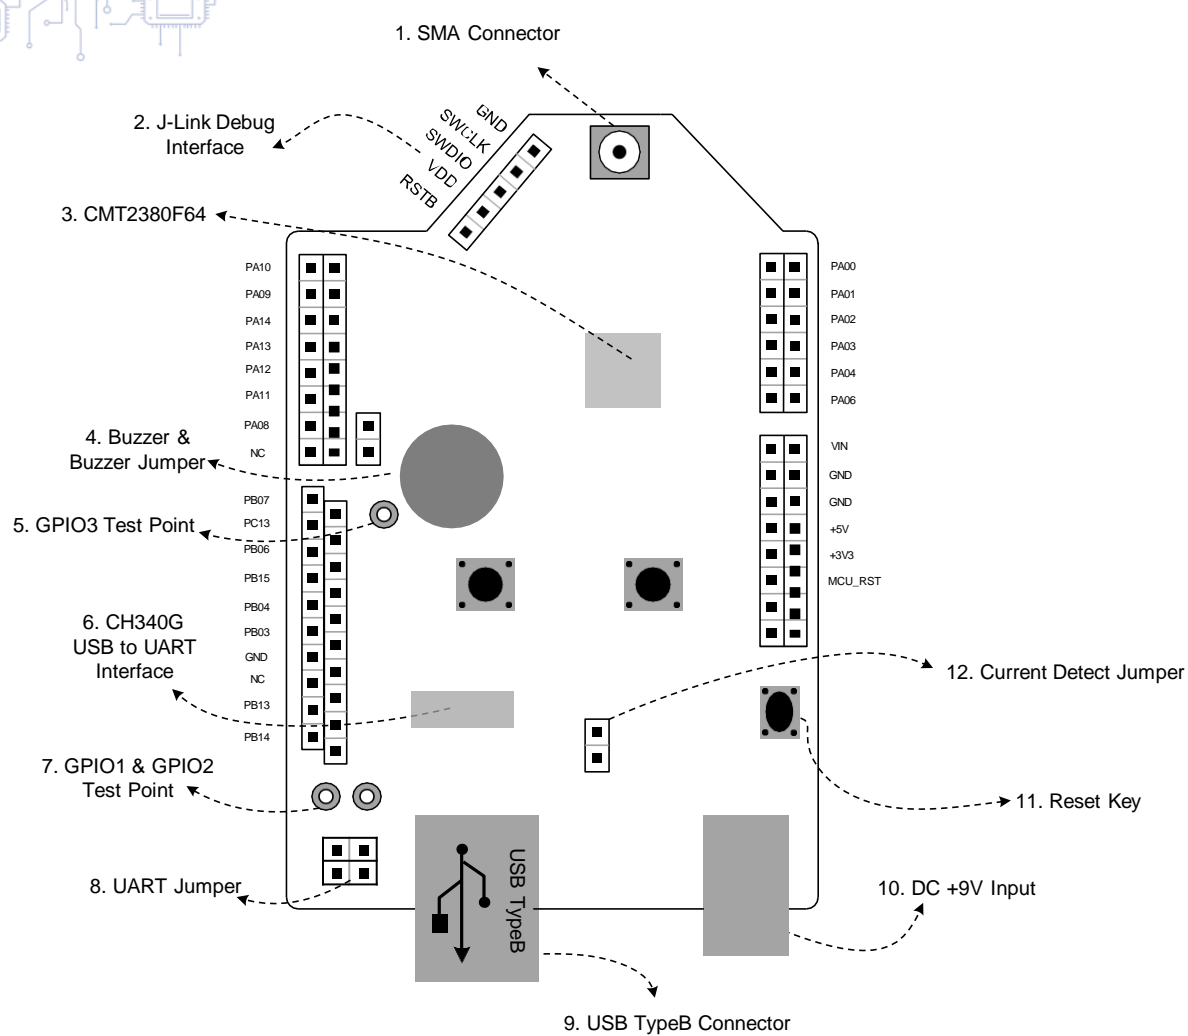 1. SMA Connector
2. J-Link Debug
Interface
GND
SWCLK
SWDIO
VDD
RSTB
3. CMT2380F64
PA10
PA09
PA14
PA13
PA12
PA11
PA08
NC
PA00
PA01
PA02
PA03
PA04
PA06
4. Buzzer &
Buzzer Jumper
VIN
GND
GND
+5V
+3V3
MCU_RST
PB07
PC13
PB06
PB15
PB04
PB03
GND
NC
PB13
PB14
5. GPIO3 Test Point
6. CH340G
USB to UART
Interface
7. GPIO1 & GPIO2
Test Point
8. UART Jumper
USB TypeB
12. Current Detect Jumper
11. Reset Key
10. DC +9V Input
9. USB TypeB Connector